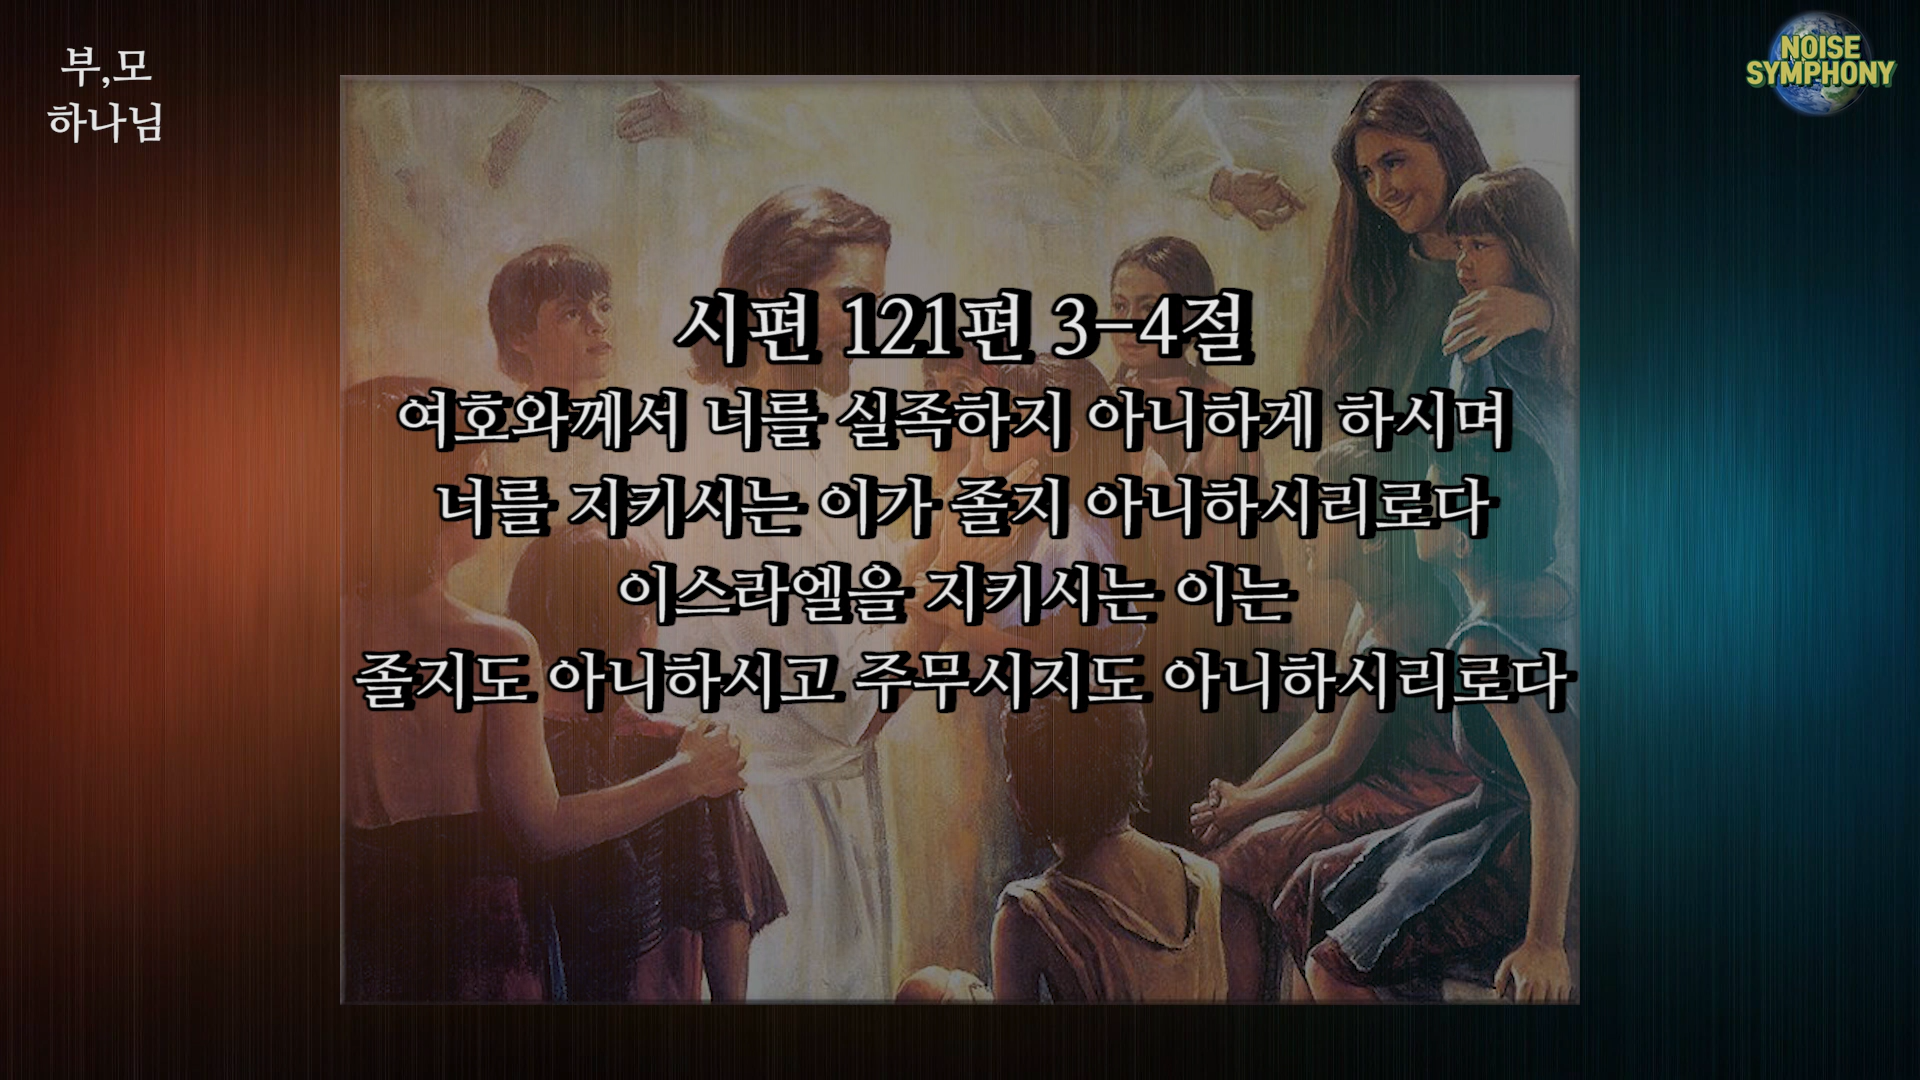 부,모
하나님
NOISE
SYMPHONY
시편 121편 3-4절
여호와께서 너를 실족하지 아니하게 하시며
너를 지키시는 이가 졸지 아니하시리로다
이스라엘을 지키시는 이는
졸지도 아니하시고 주무시지도 아니하시리로다